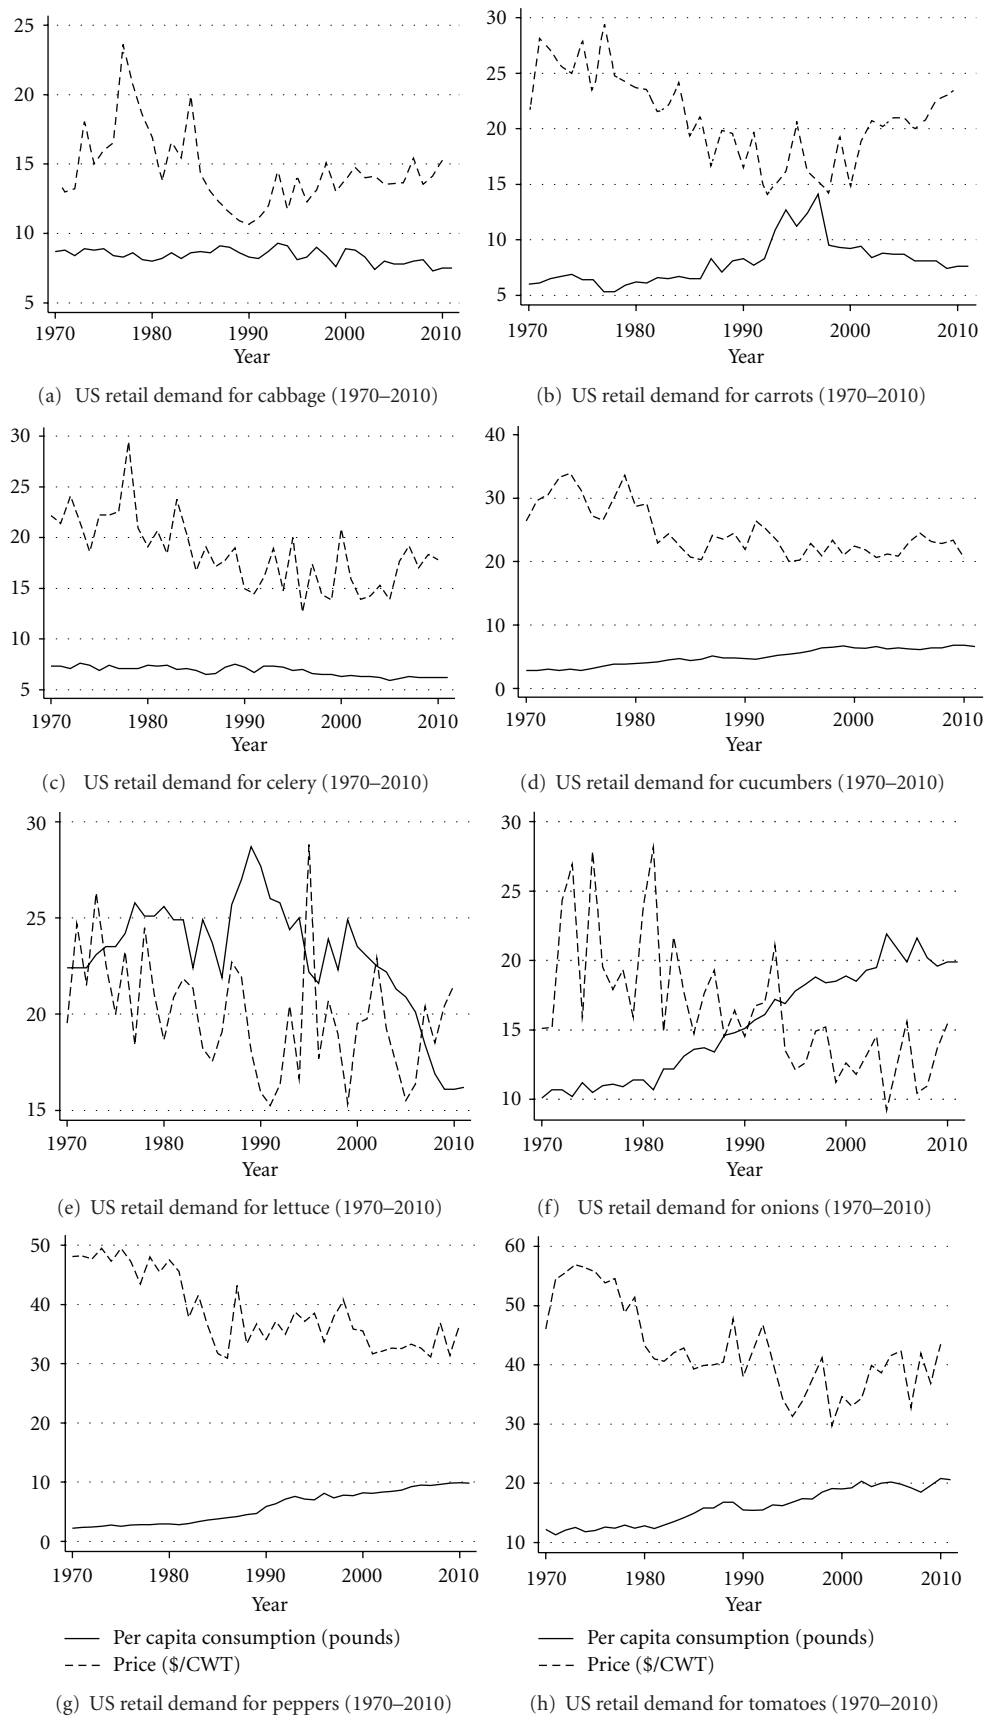 25
20
15
10
5
1970 1980 1990 2000 2010
Year
(a) US retail demand for cabbage (1970–2010)
30
25
20
15
10
5
1970 1980 1990 2000 2010
Year
(b) US retail demand for carrots (1970–2010)
30
25
20
15
10
5
1970 1980 1990 2000 2010
Year
(c) US retail demand for celery (1970–2010)
40
30
20
10
0
1970 1980 1990 2000 2010
Year
(d) US retail demand for cucumbers (1970–2010)
30
25
20
15
1970 1980 1990 2000 2010
Year
(e) US retail demand for lettuce (1970–2010)
30
25
20
15
10
1970 1980 1990 2000 2010
Year
(f) US retail demand for onions (1970–2010)
50
40
30
20
10
0
1970 1980 1990 2000 2010
Year
Per capita consumption (pounds)
Price ($/CWT)
(g) US retail demand for peppers (1970–2010)
60
50
40
30
20
10
1970 1980 1990 2000 2010
Year
Per capita consumption (pounds)
Price ($/CWT)
(h) US retail demand for tomatoes (1970–2010)